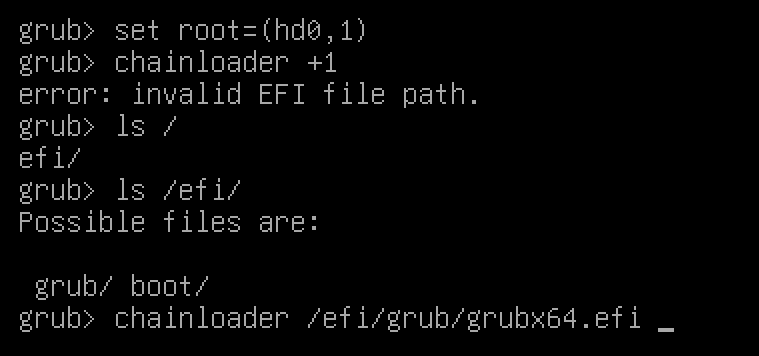 grub> set root=(hd0,1)
grub> chainloader +1
error: invalid EFI file path.
grub> ls /
efi/
grub> ls /efi/
Possible files are:
grub/ boot/
grub> chainloader /efi/grub/grubx64.efi _